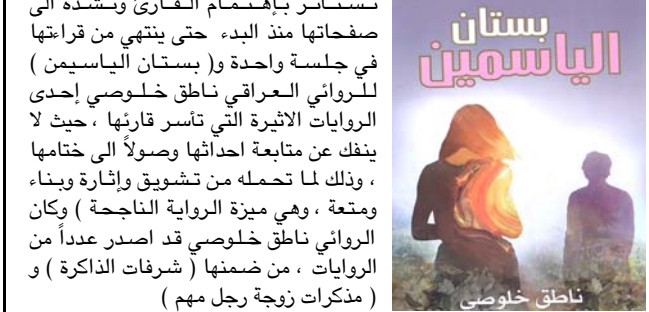 تستأثر بإهتمام القارئ وتشده الى
صفحاتها منذ البدء حتى ينتهي من قراءتها
في جلسة واحدة و( بستان الياسيمن )
للروائي العراقي ناطق خلوصي إحدى
الروايات الاثيرة التي تأسر قارئها ، حيث لا
ينفك عن متابعة احداثها وصولاً الى ختامها
، وذلك لما تحمله من تشويق وإثارة وبناء
ومتعة ، وهي ميزة الرواية الناجحة ) وكان
الروائي ناطق خلوصي قد اصدر عدداً من
الروايات ، من ضمنها ( شرفات الذاكرة ) و
( مذكرات زوجة رجل مهم )
بستان
الياسمين
ناطق خلوصي